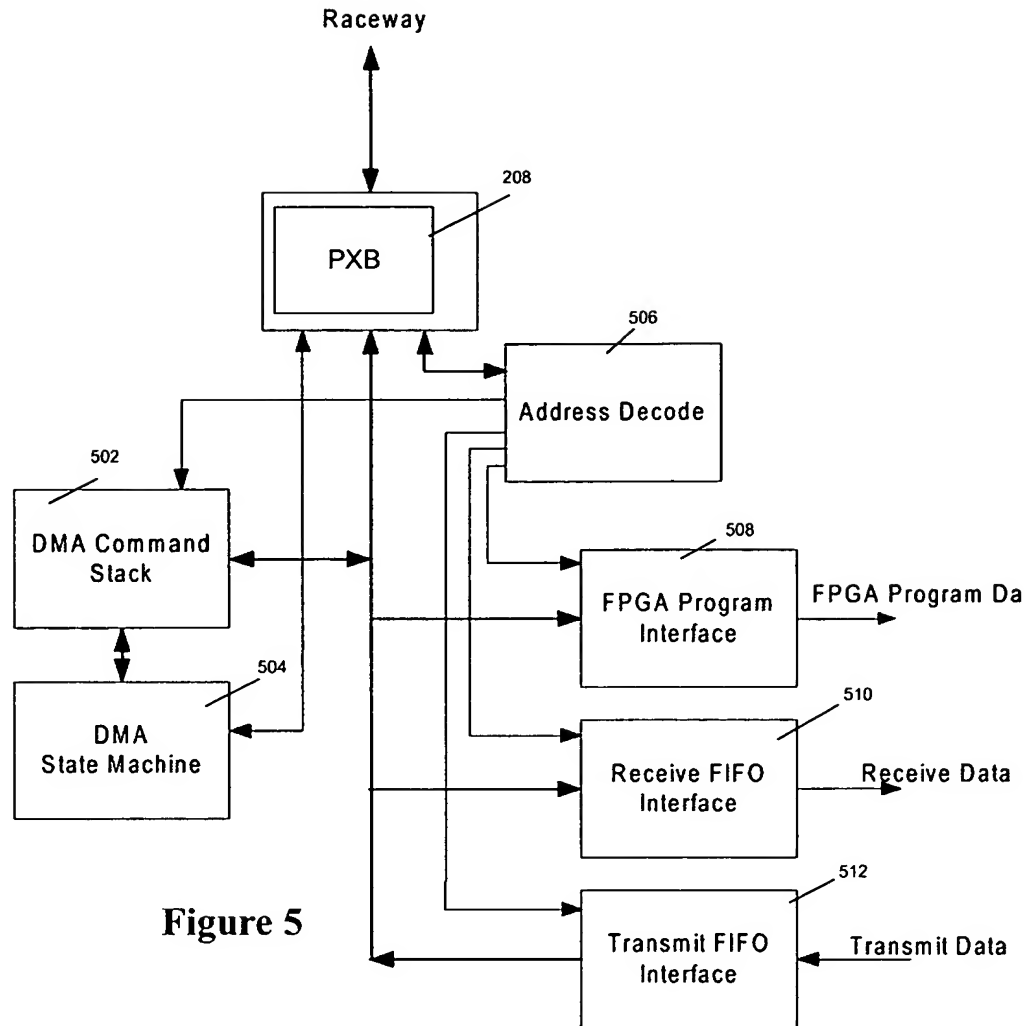 Raceway
208
PXB
506
Address Decode
502
DMA Command
Stack
508
FPGA Program
Interface
FPGA Program Da
504
DMA
State Machine
510
Receive FIFO
Interface
Receive Data
512
Transmit FIFO
Interface
Transmit Data
Figure 5